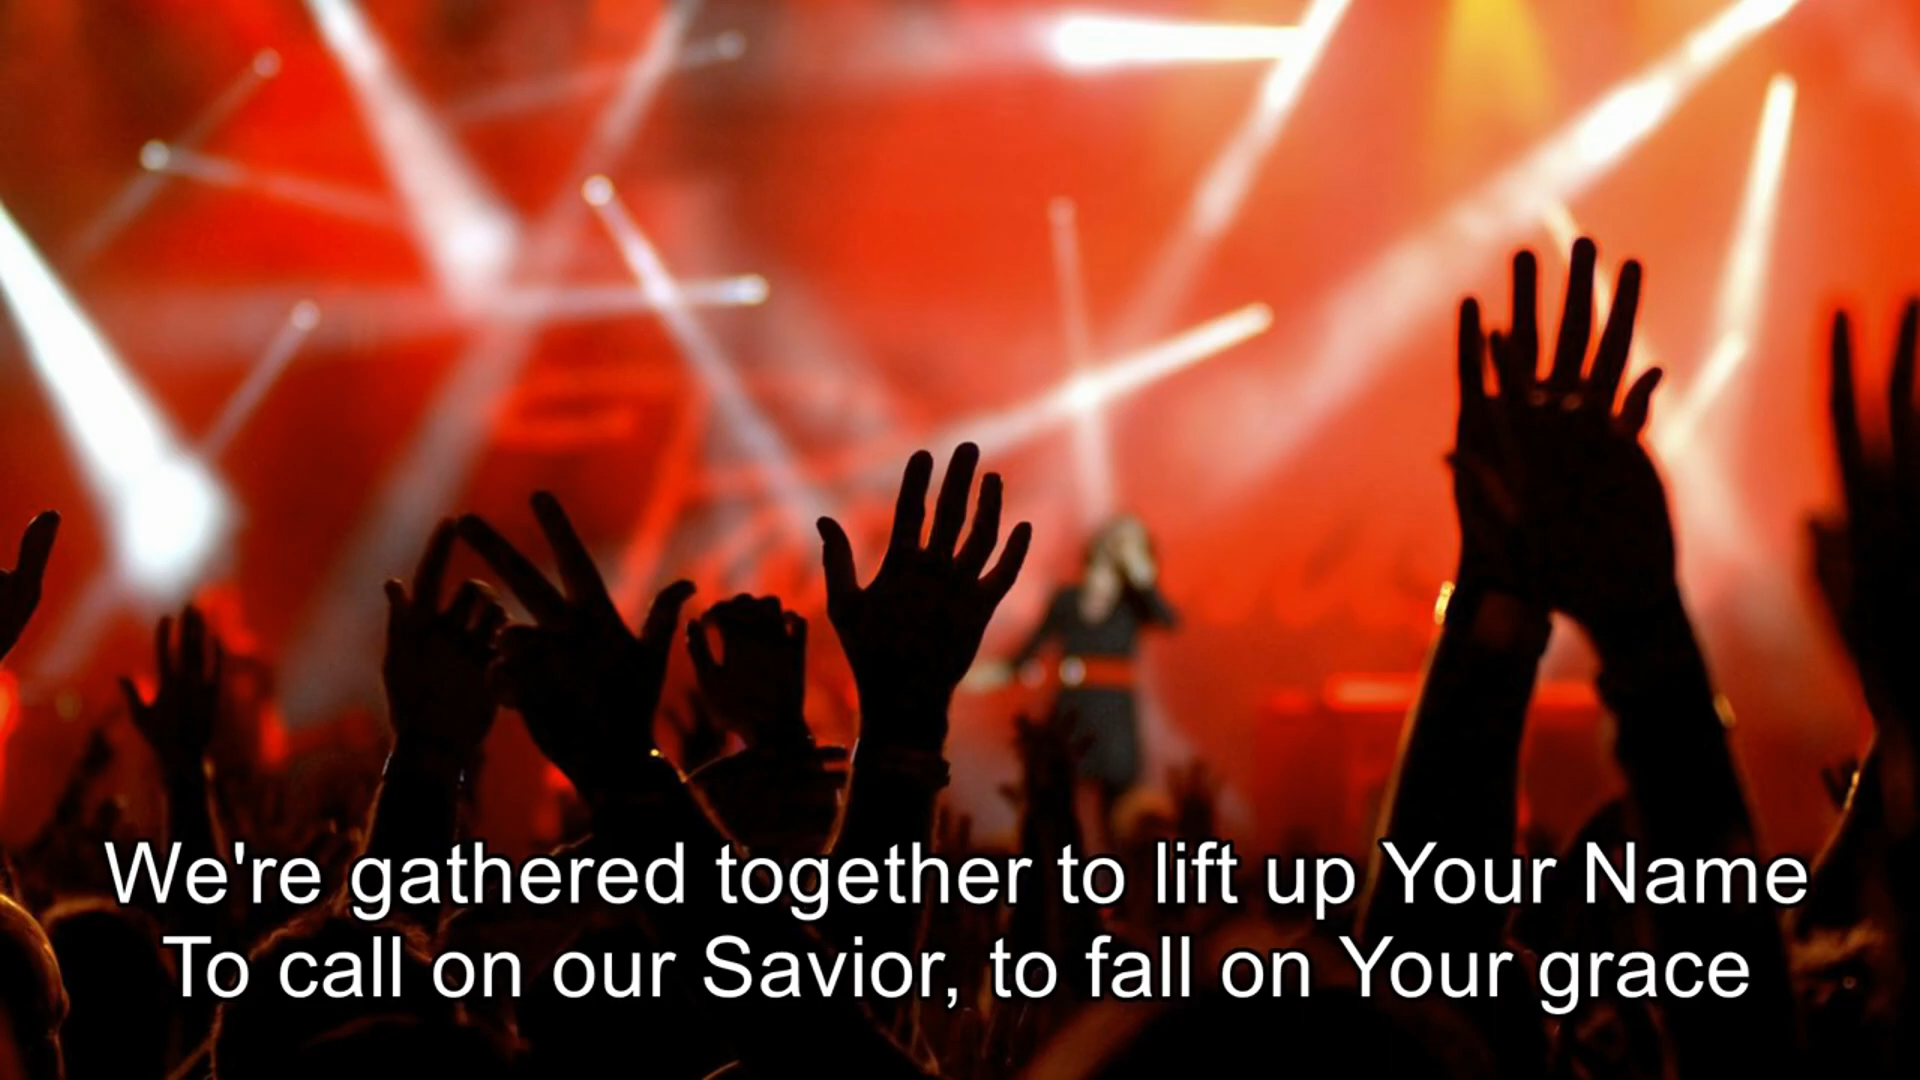 We're gathered together to lift up Your Name
To call on our Savior, to fall on Your grace